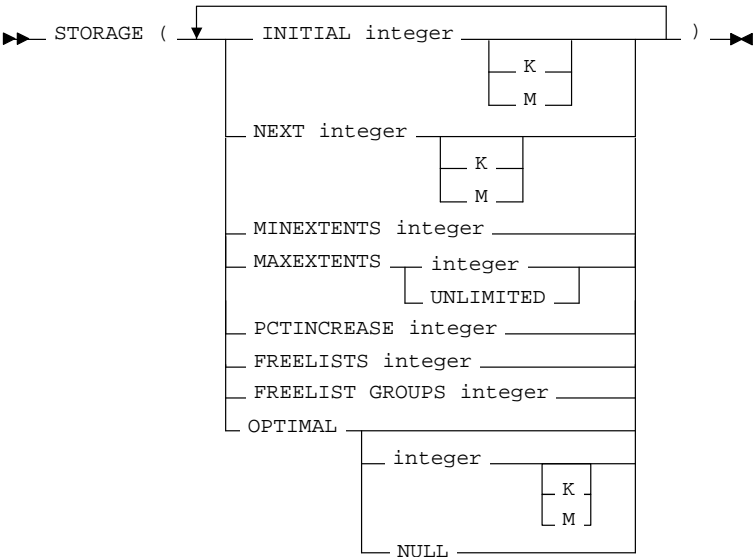 STORAGE ( INITIAL integer )
K
M
NEXT integer
K
M
MINEXTENTS integer
MAXEXTENTS integer
UNLIMITED
PCTINCREASE integer
FREELISTS integer
FREELIST GROUPS integer
OPTIMAL
integer
K
M
NULL